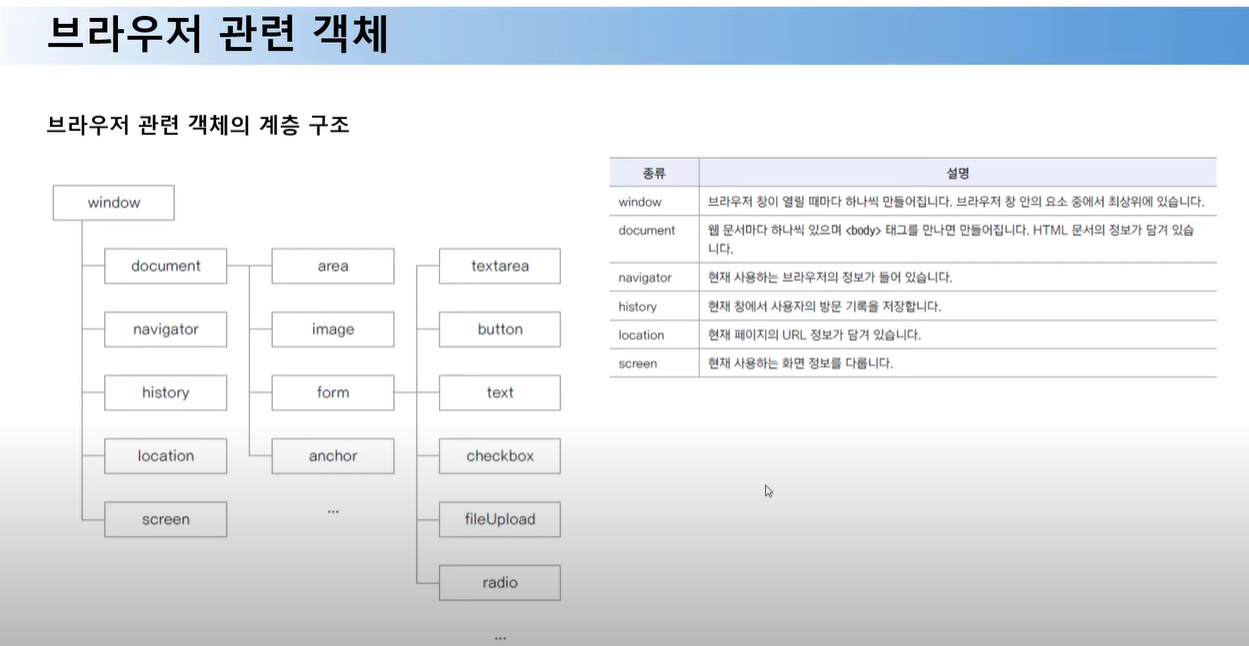 브라우저 관련 객체
브라우저 관련 객체의 계층 구조
window
document
navigator
history
location
screen
area
image
form
anchor
...
textarea
button
text
checkbox
fileUpload
radio
...
종류 설명
window 브라우저 창이 열릴 때마다 하나씩 만들어집니다. 브라우저 창 안의 요소 중에서 최상위에 있습니다.
document 웹 문서마다 하나씩 있으며 <body> 태그를 만나면 만들어집니다. HTML 문서의 정보가 담겨 있습
니다.
navigator 현재 사용하는 브라우저의 정보가 들어 있습니다.
history 현재 창에서 사용자의 방문 기록을 저장합니다.
location 현재 페이지의 URL 정보가 담겨 있습니다.
screen 현재 사용하는 화면 정보를 다룹니다.